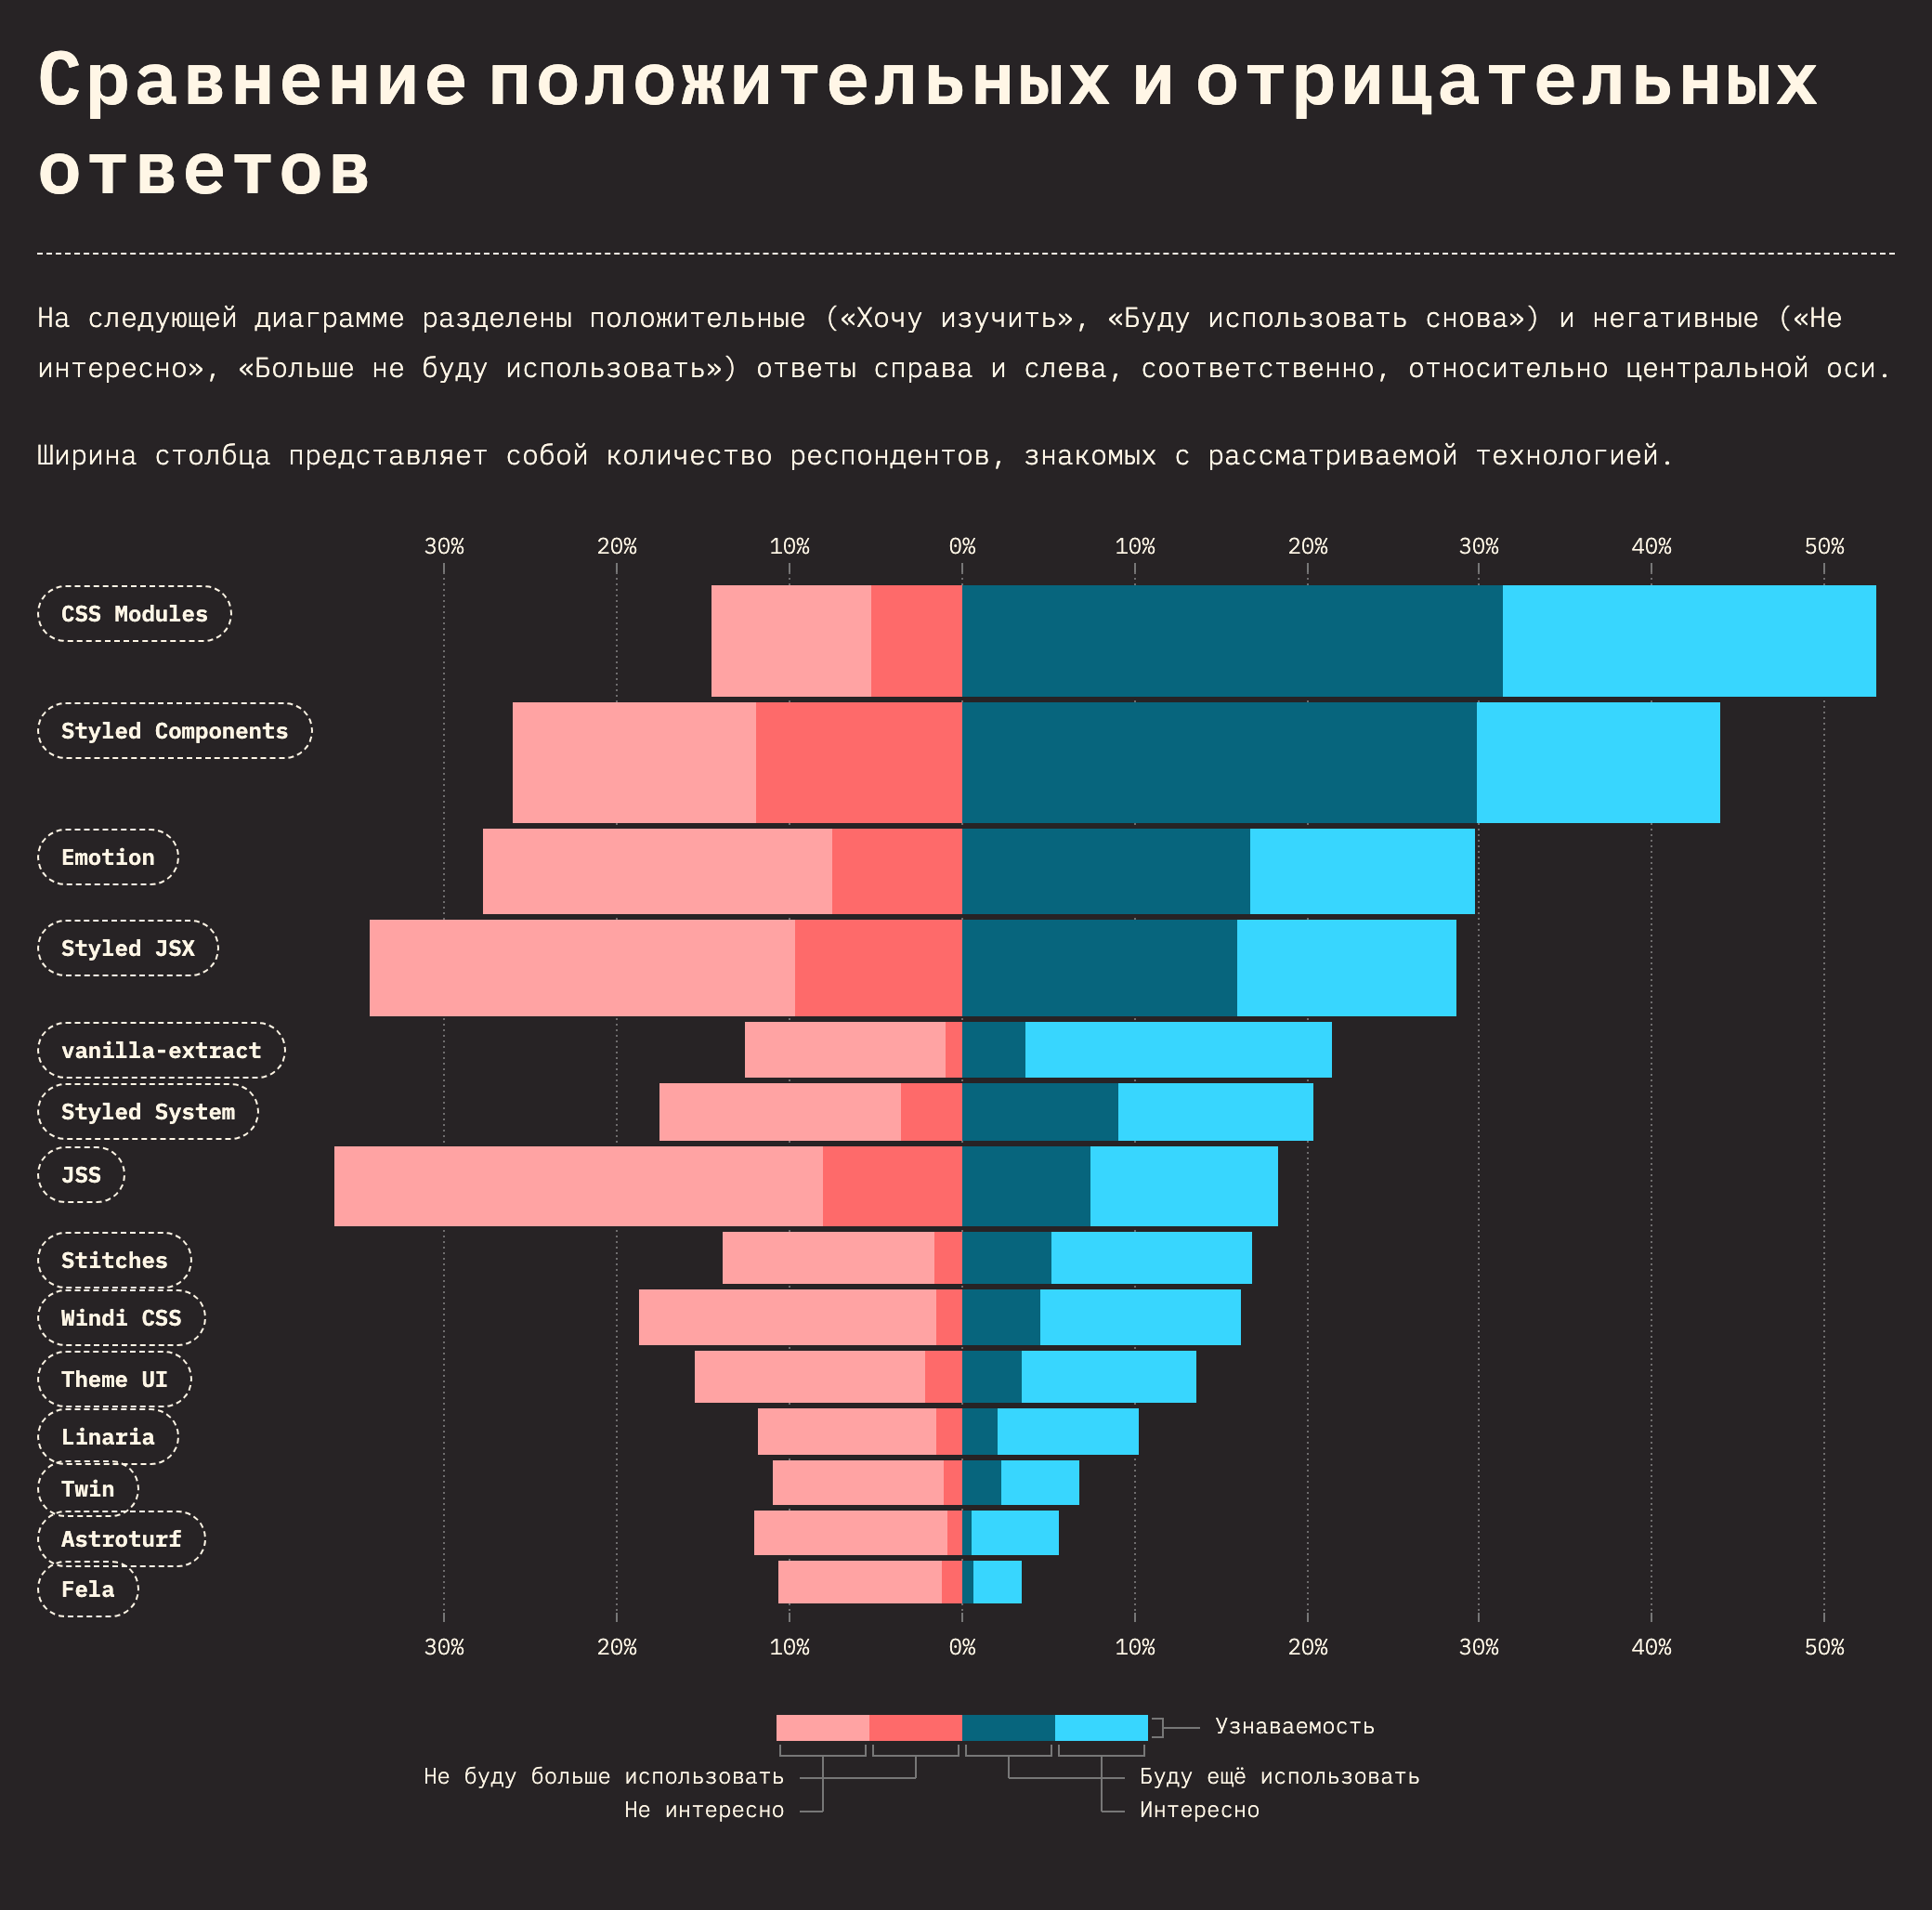 Сравнение положительных и отрицательных
ответов
На следующей диаграмме разделены положительные («Хочу изучить», «Буду использовать снова») и негативные («Не
интересно», «Больше не буду использовать») ответы справа и слева, соответственно, относительно центральной оси.
Ширина столбца представляет собой количество респондентов, знакомых с рассматриваемой технологией.
30% 20% 10% 0% 10% 20% 30% 40% 50%
CSS Modules
Styled Components
Emotion
Styled JSX
vanilla-extract
Styled System
JSS
Stitches
Windi CSS
Theme UI
Linaria
Twin
Astroturf
Fela
30% 20% 10% 0% 10% 20% 30% 40% 50%
Узнаваемость
Не буду больше использовать Буду ещё использовать
Не интересно Интересно